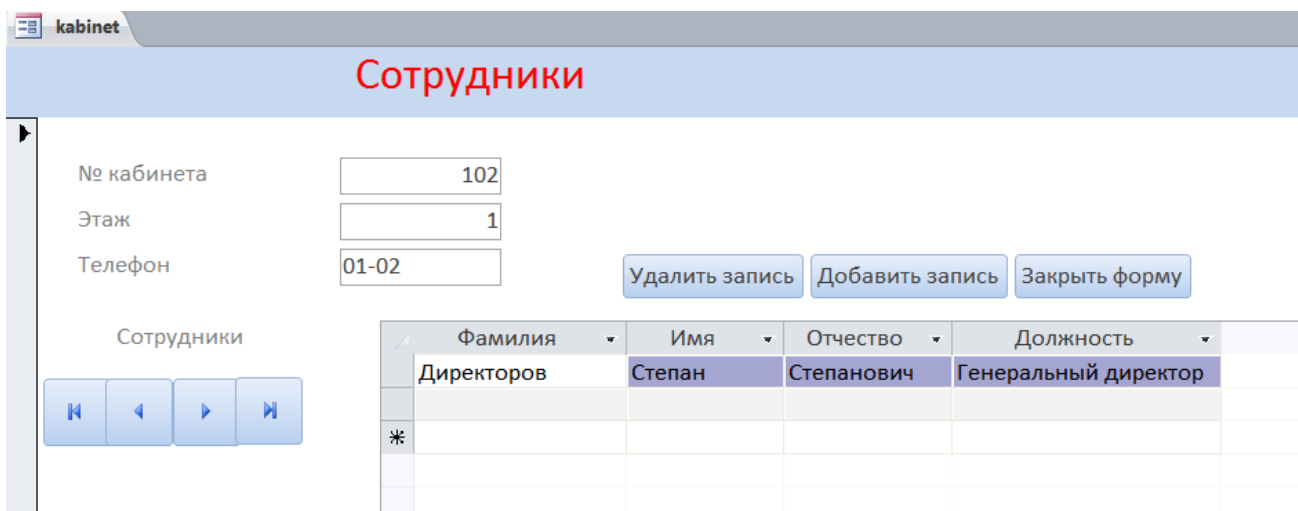 kabinet
Сотрудники
№ кабинета 102
Этаж 1
Телефон 01-02
Удалить запись Добавить запись Закрыть форму
Сотрудники
Фамилия Имя Отчество Должность
Директоров Степан Степанович Генеральный директор